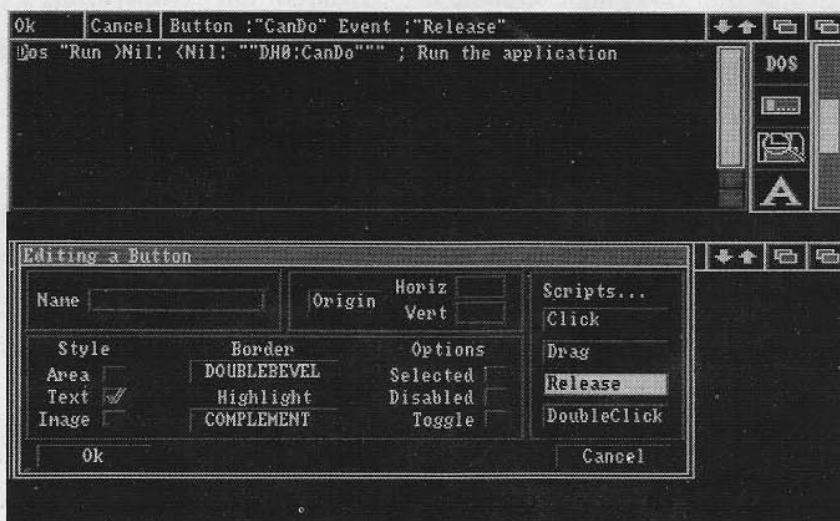 Ok Cancel Button :"CanDo" Event :"Release"
Dos "Run >Nil: <Nil: ""DH0:CanDo""" ; Run the application
DOS
A
Editing a Button
Name Origin Horiz Scripts...
Vert Click
Style Border Options Drag
Area DOUBLEBEVEL Selected
Text Highlight Disabled Release
Image COMPLEMENT Toggle DoubleClick
Ok Cancel